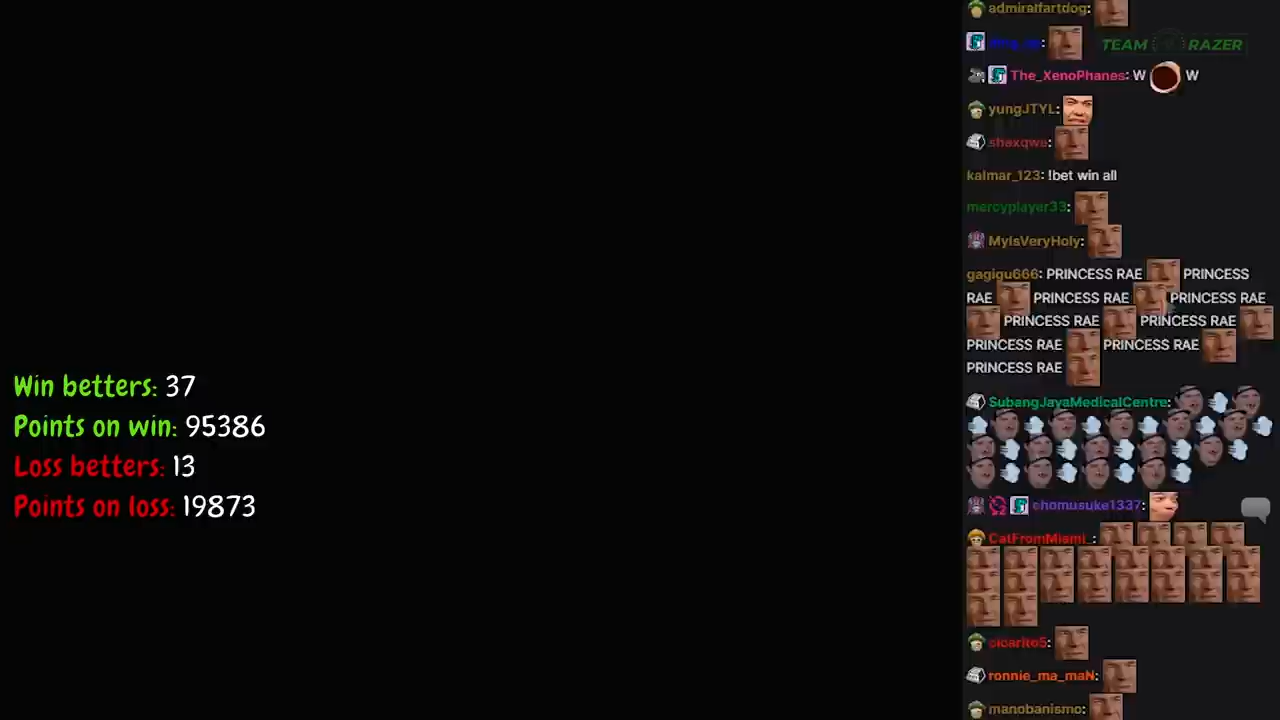 Win betters: 37
Points on win: 95386
Loss betters: 13
Points on loss: 19873
admiralfartdog:
TEAM RAZER
The_XenoPhanes: W W
yungJTYL:
shaxqwe:
kalmar_123: !bet win all
mercyplayer33:
MyIsVeryHoly:
gagigu666: PRINCESS RAE PRINCESS
RAE PRINCESS RAE PRINCESS RAE
PRINCESS RAE PRINCESS RAE
PRINCESS RAE PRINCESS RAE
PRINCESS RAE
SubangJayaMedicalCentre:
chomusuke1337:
CatFromMiami_:
cicarito5:
ronnie_ma_maN:
manobanismo: